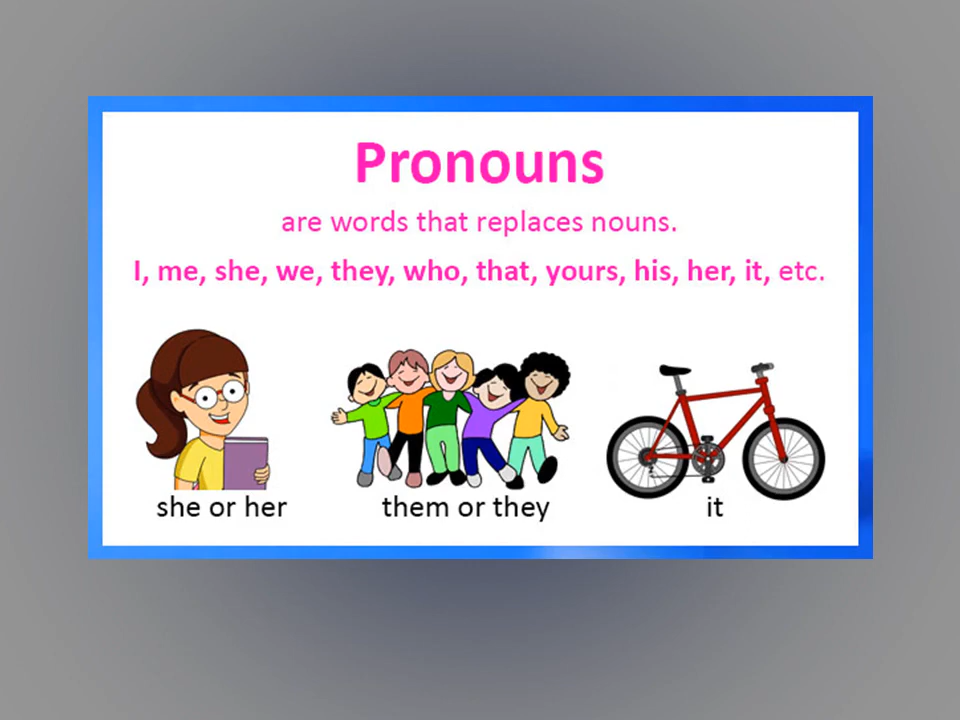 Pronouns
are words that replaces nouns.
I, me, she, we, they, who, that, yours, his, her, it, etc.
she or her
them or they
it